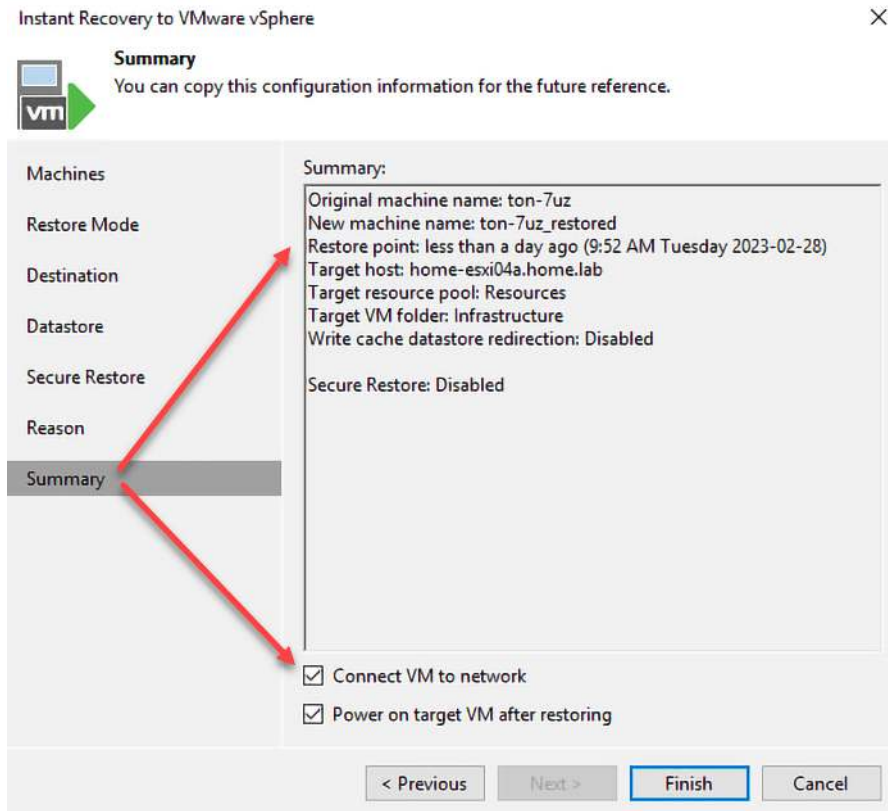 Instant Recovery to VMware vSphere
Summary
You can copy this configuration information for the future reference.
vm
Machines
Restore Mode
Destination
Datastore
Secure Restore
Reason
Summary
Summary:
Original machine name: ton-7uz
New machine name: ton-7uz_restored
Restore point: less than a day ago (9:52 AM Tuesday 2023-02-28)
Target host: home-esxi04a.home.lab
Target resource pool: Resources
Target VM folder: Infrastructure
Write cache datastore redirection: Disabled
Secure Restore: Disabled
Connect VM to network
Power on target VM after restoring
< Previous
Next >
Finish
Cancel